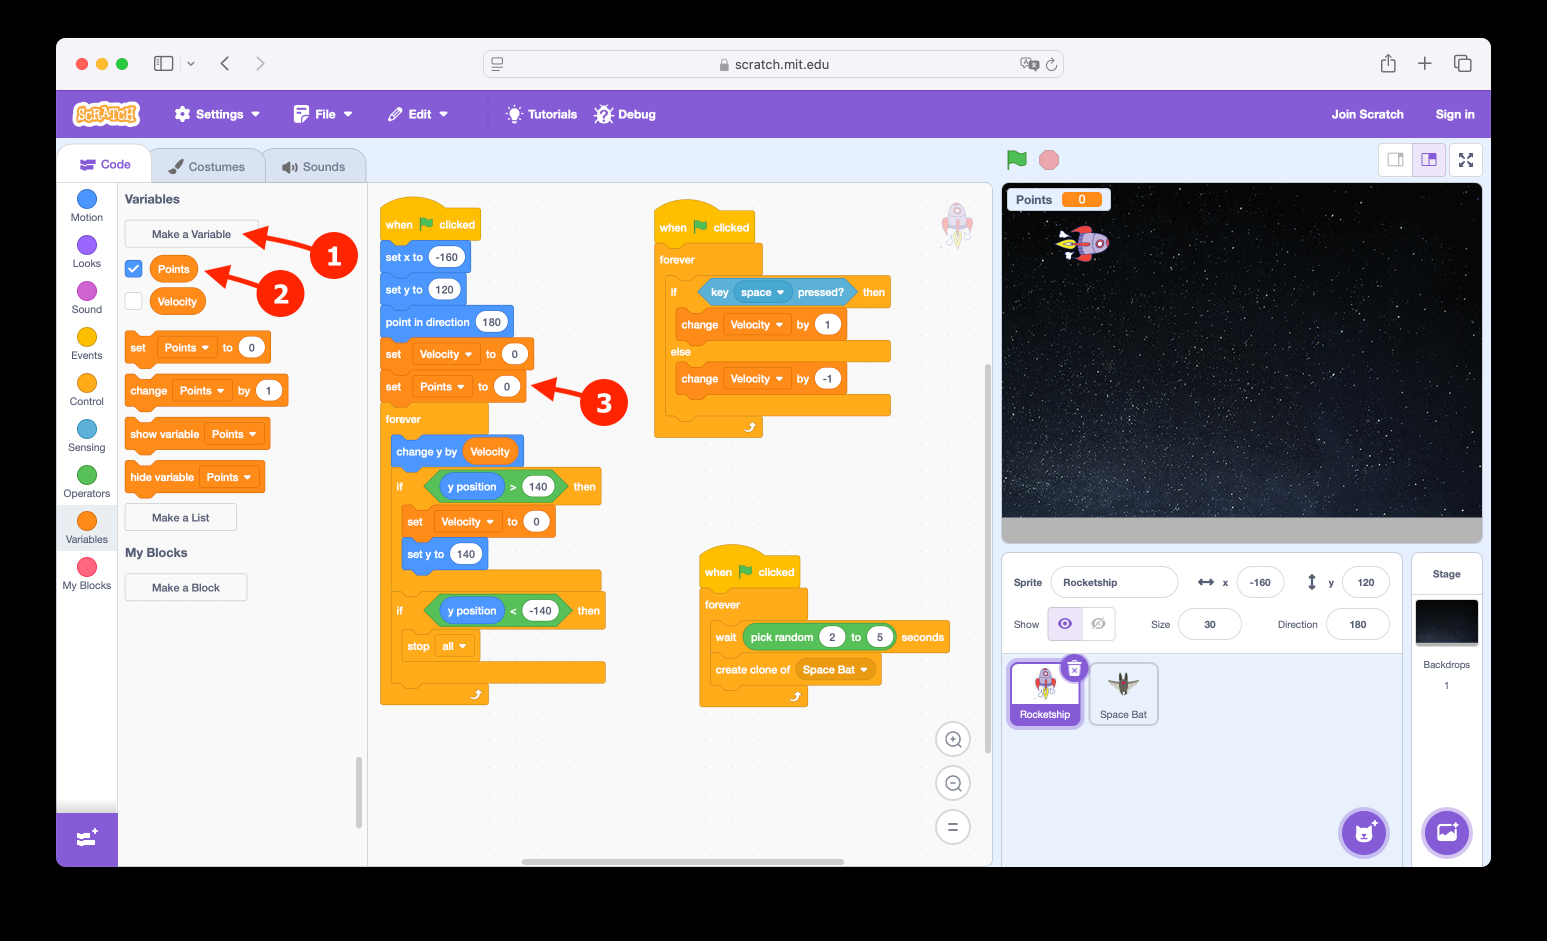 scratch.mit.edu
SCRATCH
Settings
File
Edit
Tutorials
Debug
Join Scratch
Sign in
Code
Costumes
Sounds
Motion
Looks
Sound
Events
Control
Sensing
Operators
Variables
My Blocks
Variables
Make a Variable
Points
Velocity
set Points to 0
change Points by 1
show variable Points
hide variable Points
Make a List
My Blocks
Make a Block
1
2
3
when clicked
set x to -160
set y to 120
point in direction 180
set Velocity to 0
set Points to 0
forever
change y by Velocity
if y position > 140 then
set Velocity to 0
set y to 140
if y position < -140 then
stop all
when clicked
forever
if key space pressed? then
change Velocity by 1
else
change Velocity by -1
when clicked
forever
wait pick random 2 to 5 seconds
create clone of Space Bat
Points 0
Sprite Rocketship x -160 y 120
Show Size 30 Direction 180
Rocketship
Space Bat
Stage
Backdrops
1